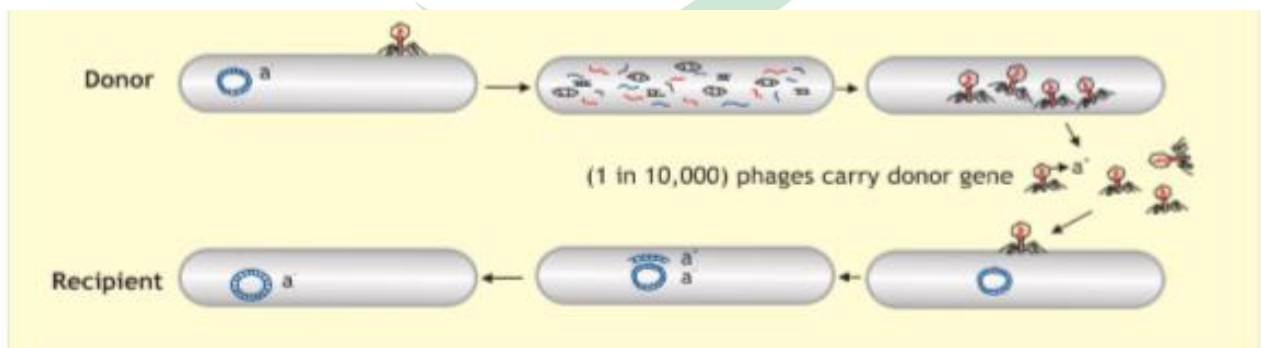 Donor
a
(1 in 10,000) phages carry donor gene
a⁺
Recipient
a⁻
a⁺
a